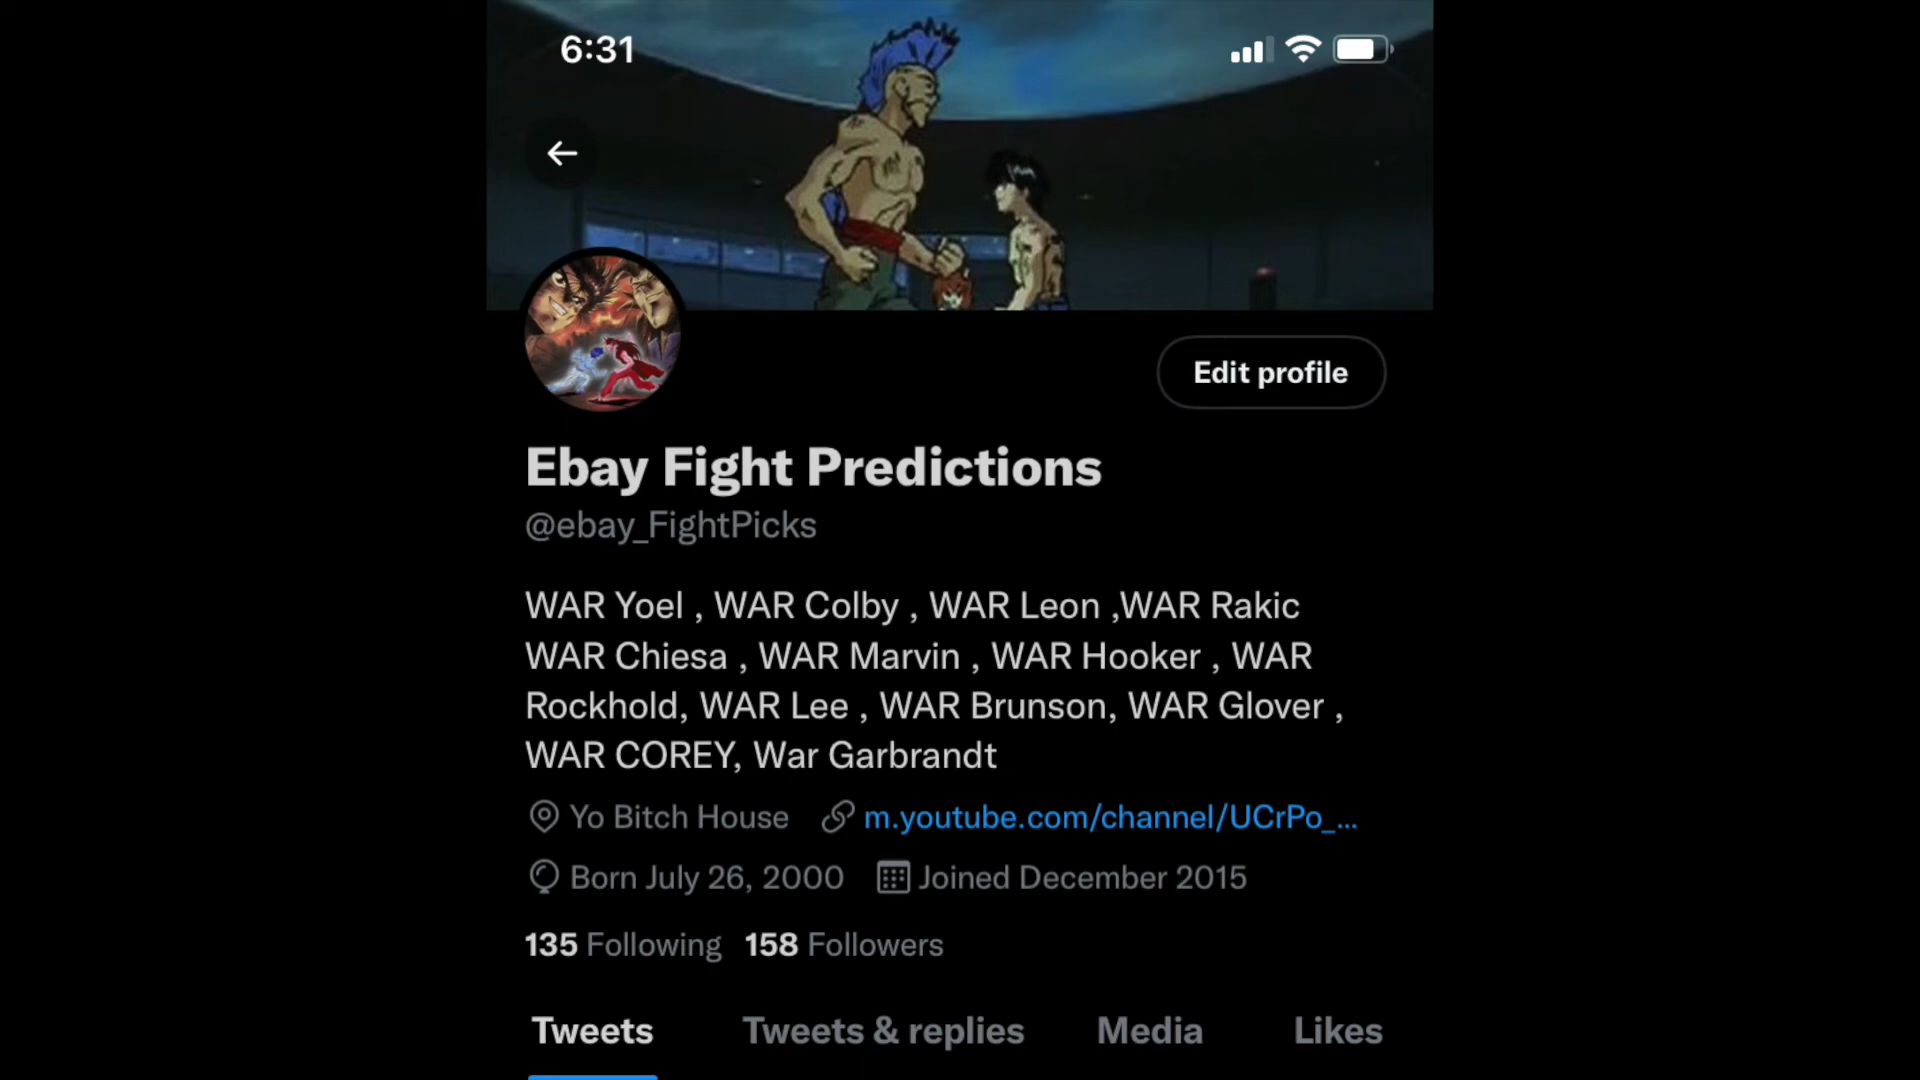 6:31
Edit profile
Ebay Fight Predictions
@ebay_FightPicks
WAR Yoel , WAR Colby , WAR Leon ,WAR Rakic
WAR Chiesa , WAR Marvin , WAR Hooker , WAR
Rockhold, WAR Lee , WAR Brunson, WAR Glover ,
WAR COREY, War Garbrandt
Yo Bitch House m.youtube.com/channel/UCrPo_...
Born July 26, 2000 Joined December 2015
135 Following 158 Followers
Tweets Tweets & replies Media Likes